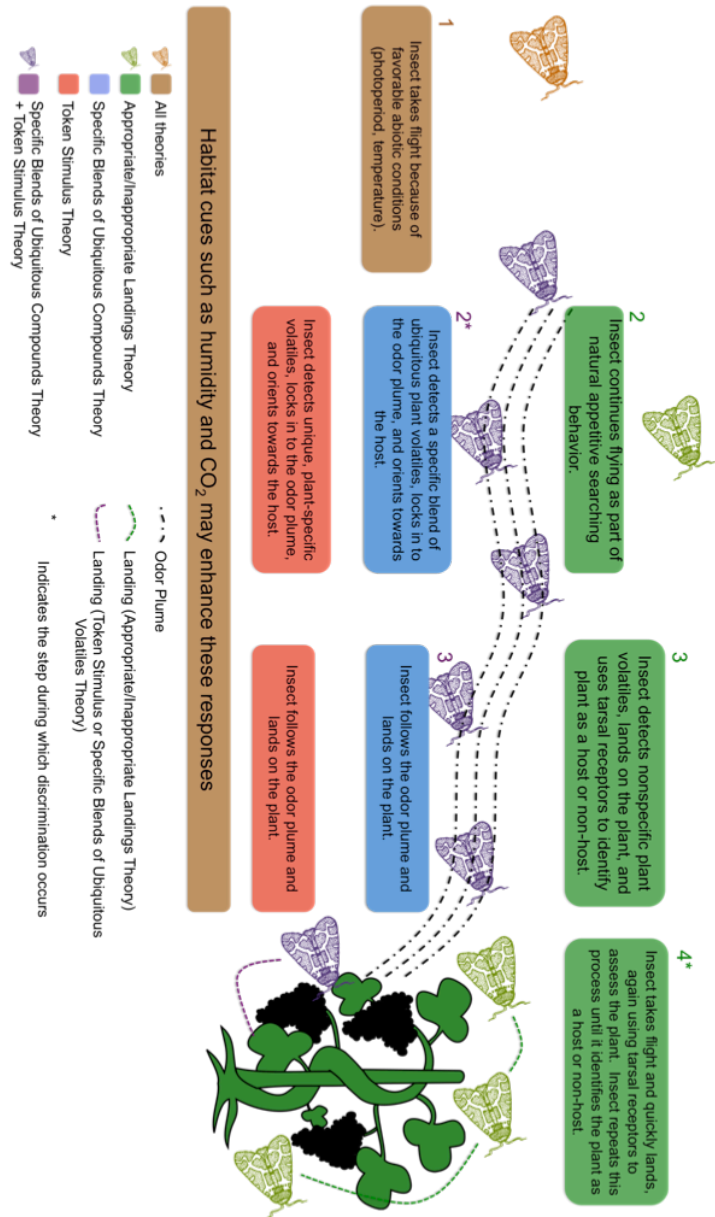 1
Insect takes flight because of
favorable abiotic conditions
(photoperiod, temperature).
2
Insect continues flying as part of
natural appetitive searching
behavior.
3
Insect detects nonspecific plant
volatiles, lands on the plant, and
uses tarsal receptors to identify
plant as a host or non-host.
4*
Insect takes flight and quickly lands,
again using tarsal receptors to
assess the plant. Insect repeats this
process until it identifies the plant as
a host or non-host.
2*
Insect detects a specific blend of
ubiquitous plant volatiles, locks in to
the odor plume, and orients towards
the host.
3
Insect follows the odor plume and
lands on the plant.
Insect detects unique, plant-specific
volatiles, locks in to the odor plume,
and orients towards the host.
Insect follows the odor plume and
lands on the plant.
Habitat cues such as humidity and CO₂ may enhance these responses
All theories
Appropriate/Inappropriate Landings Theory
Specific Blends of Ubiquitous Compounds Theory
Token Stimulus Theory
Specific Blends of Ubiquitous Compounds Theory
+ Token Stimulus Theory
Odor Plume
Landing (Appropriate/Inappropriate Landings Theory)
Landing (Token Stimulus or Specific Blends of Ubiquitous
Volatiles Theory)
* Indicates the step during which discrimination occurs